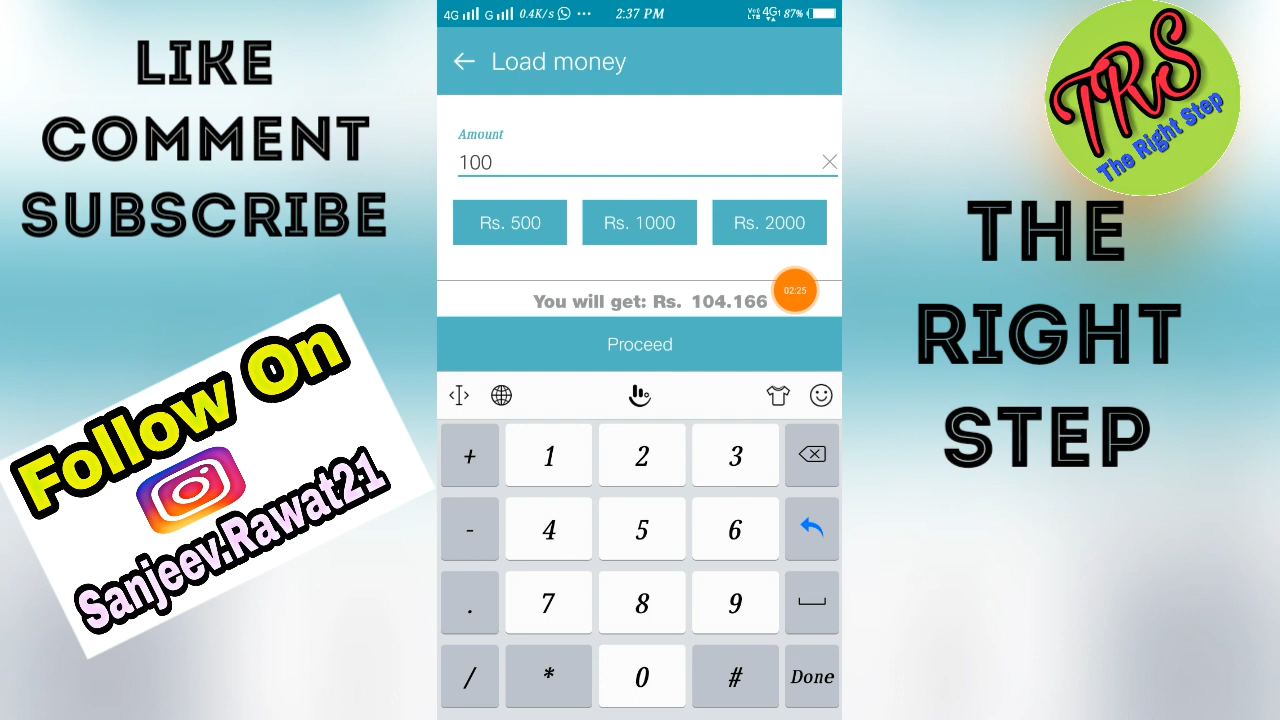 LIKE
COMMENT
SUBSCRIBE
Follow On
Sanjeev.Rawat21
4G G 0.4K/s ... 2:37 PM VoLTE 4G1 87%
Load money
Amount
100
Rs. 500 Rs. 1000 Rs. 2000
You will get: Rs. 104.166
02:25
Proceed
+ 1 2 3
- 4 5 6
. 7 8 9
/ * 0 # Done
TRS
The Right Step
THE
RIGHT
STEP